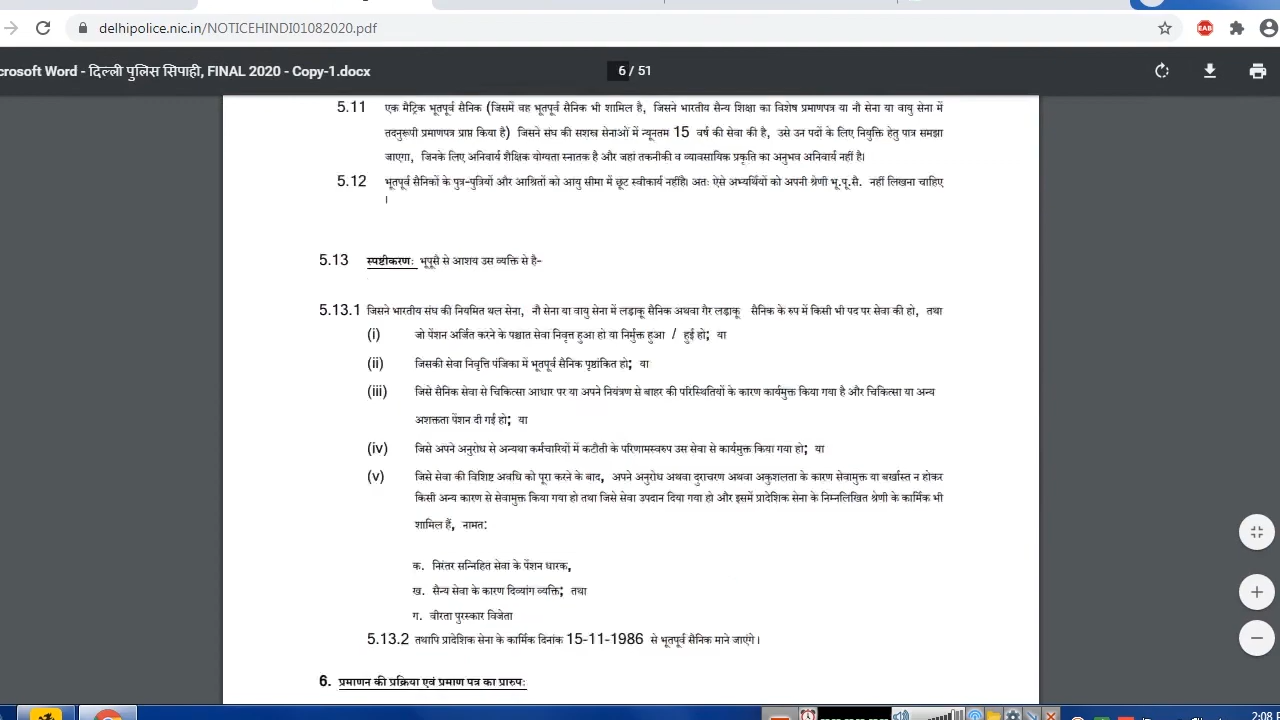 delhipolice.nic.in/NOTICEHINDI01082020.pdf
EAB
crosoft Word - दिल्ली पुलिस सिपाही, FINAL 2020 - Copy-1.docx
6 / 51
5.11 एक मैट्रिक भूतपूर्व सैनिक (जिसमें वह भूतपूर्व सैनिक भी शामिल है, जिसने भारतीय सैन्य शिक्षा का विशेष प्रमाणपत्र या नौ सेना या वायु सेना में
तदनुरूपी प्रमाणपत्र प्राप्त किया है) जिसने संघ की सशस्त्र सेनाओं में न्यूनतम 15 वर्ष की सेवा की है, उसे उन पदों के लिए नियुक्ति हेतु पात्र समझा
जाएगा, जिनके लिए अनिवार्य शैक्षिक योग्यता स्नातक है और जहां तकनीकी व व्यावसायिक प्रकृति का अनुभव अनिवार्य नहीं है।
5.12 भूतपूर्व सैनिकों के पुत्र-पुत्रियों और आश्रितों को आयु सीमा में छूट स्वीकार्य नहींहै। अतः ऐसे अभ्यर्थियों को अपनी श्रेणी भू.पू.सै. नहीं लिखना चाहिए
।
5.13 स्पष्टीकरणः भूपूसै से आशय उस व्यक्ति से है-
5.13.1 जिसने भारतीय संघ की नियमित थल सेना, नौ सेना या वायु सेना में लड़ाकू सैनिक अथवा गैर लड़ाकू सैनिक के रुप में किसी भी पद पर सेवा की हो, तथा
(i) जो पेंशन अर्जित करने के पश्चात सेवा निवृत्त हुआ हो या निर्मुक्त हुआ / हुई हो; या
(ii) जिसकी सेवा निवृत्ति पंजिका में भूतपूर्व सैनिक पृष्ठांकित हो; या
(iii) जिसे सैनिक सेवा से चिकित्सा आधार पर या अपने नियंत्रण से बाहर की परिस्थितियों के कारण कार्यमुक्त किया गया है और चिकित्सा या अन्य
अशक्तता पेंशन दी गई हो; या
(iv) जिसे अपने अनुरोध से अन्यथा कर्मचारियों में कटौती के परिणामस्वरुप उस सेवा से कार्यमुक्त किया गया हो; या
(v) जिसे सेवा की विशिष्ट अवधि को पूरा करने के बाद, अपने अनुरोध अथवा दुराचरण अथवा अकुशलता के कारण सेवामुक्त या बर्खास्त न होकर
किसी अन्य कारण से सेवामुक्त किया गया हो तथा जिसे सेवा उपदान दिया गया हो और इसमें प्रादेशिक सेना के निम्नलिखित श्रेणी के कार्मिक भी
शामिल हैं, नामत:
क. निरंतर सन्निहित सेवा के पेंशन धारक,
ख. सैन्य सेवा के कारण दिव्यांग व्यक्ति; तथा
ग. वीरता पुरस्कार विजेता
5.13.2 तथापि प्रादेशिक सेना के कार्मिक दिनांक 15-11-1986 से भूतपूर्व सैनिक माने जाएंगे।
6. प्रमाणन की प्रक्रिया एवं प्रमाण पत्र का प्रारुपः